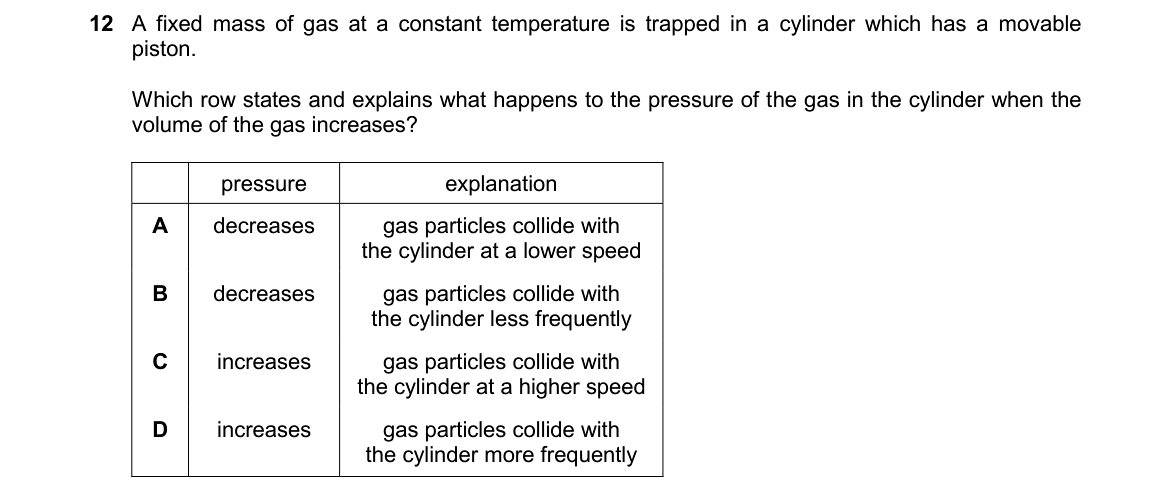 12 A fixed mass of gas at a constant temperature is trapped in a cylinder which has a movable
piston.
Which row states and explains what happens to the pressure of the gas in the cylinder when the
volume of the gas increases?
pressure explanation
A decreases gas particles collide with
the cylinder at a lower speed
B decreases gas particles collide with
the cylinder less frequently
C increases gas particles collide with
the cylinder at a higher speed
D increases gas particles collide with
the cylinder more frequently